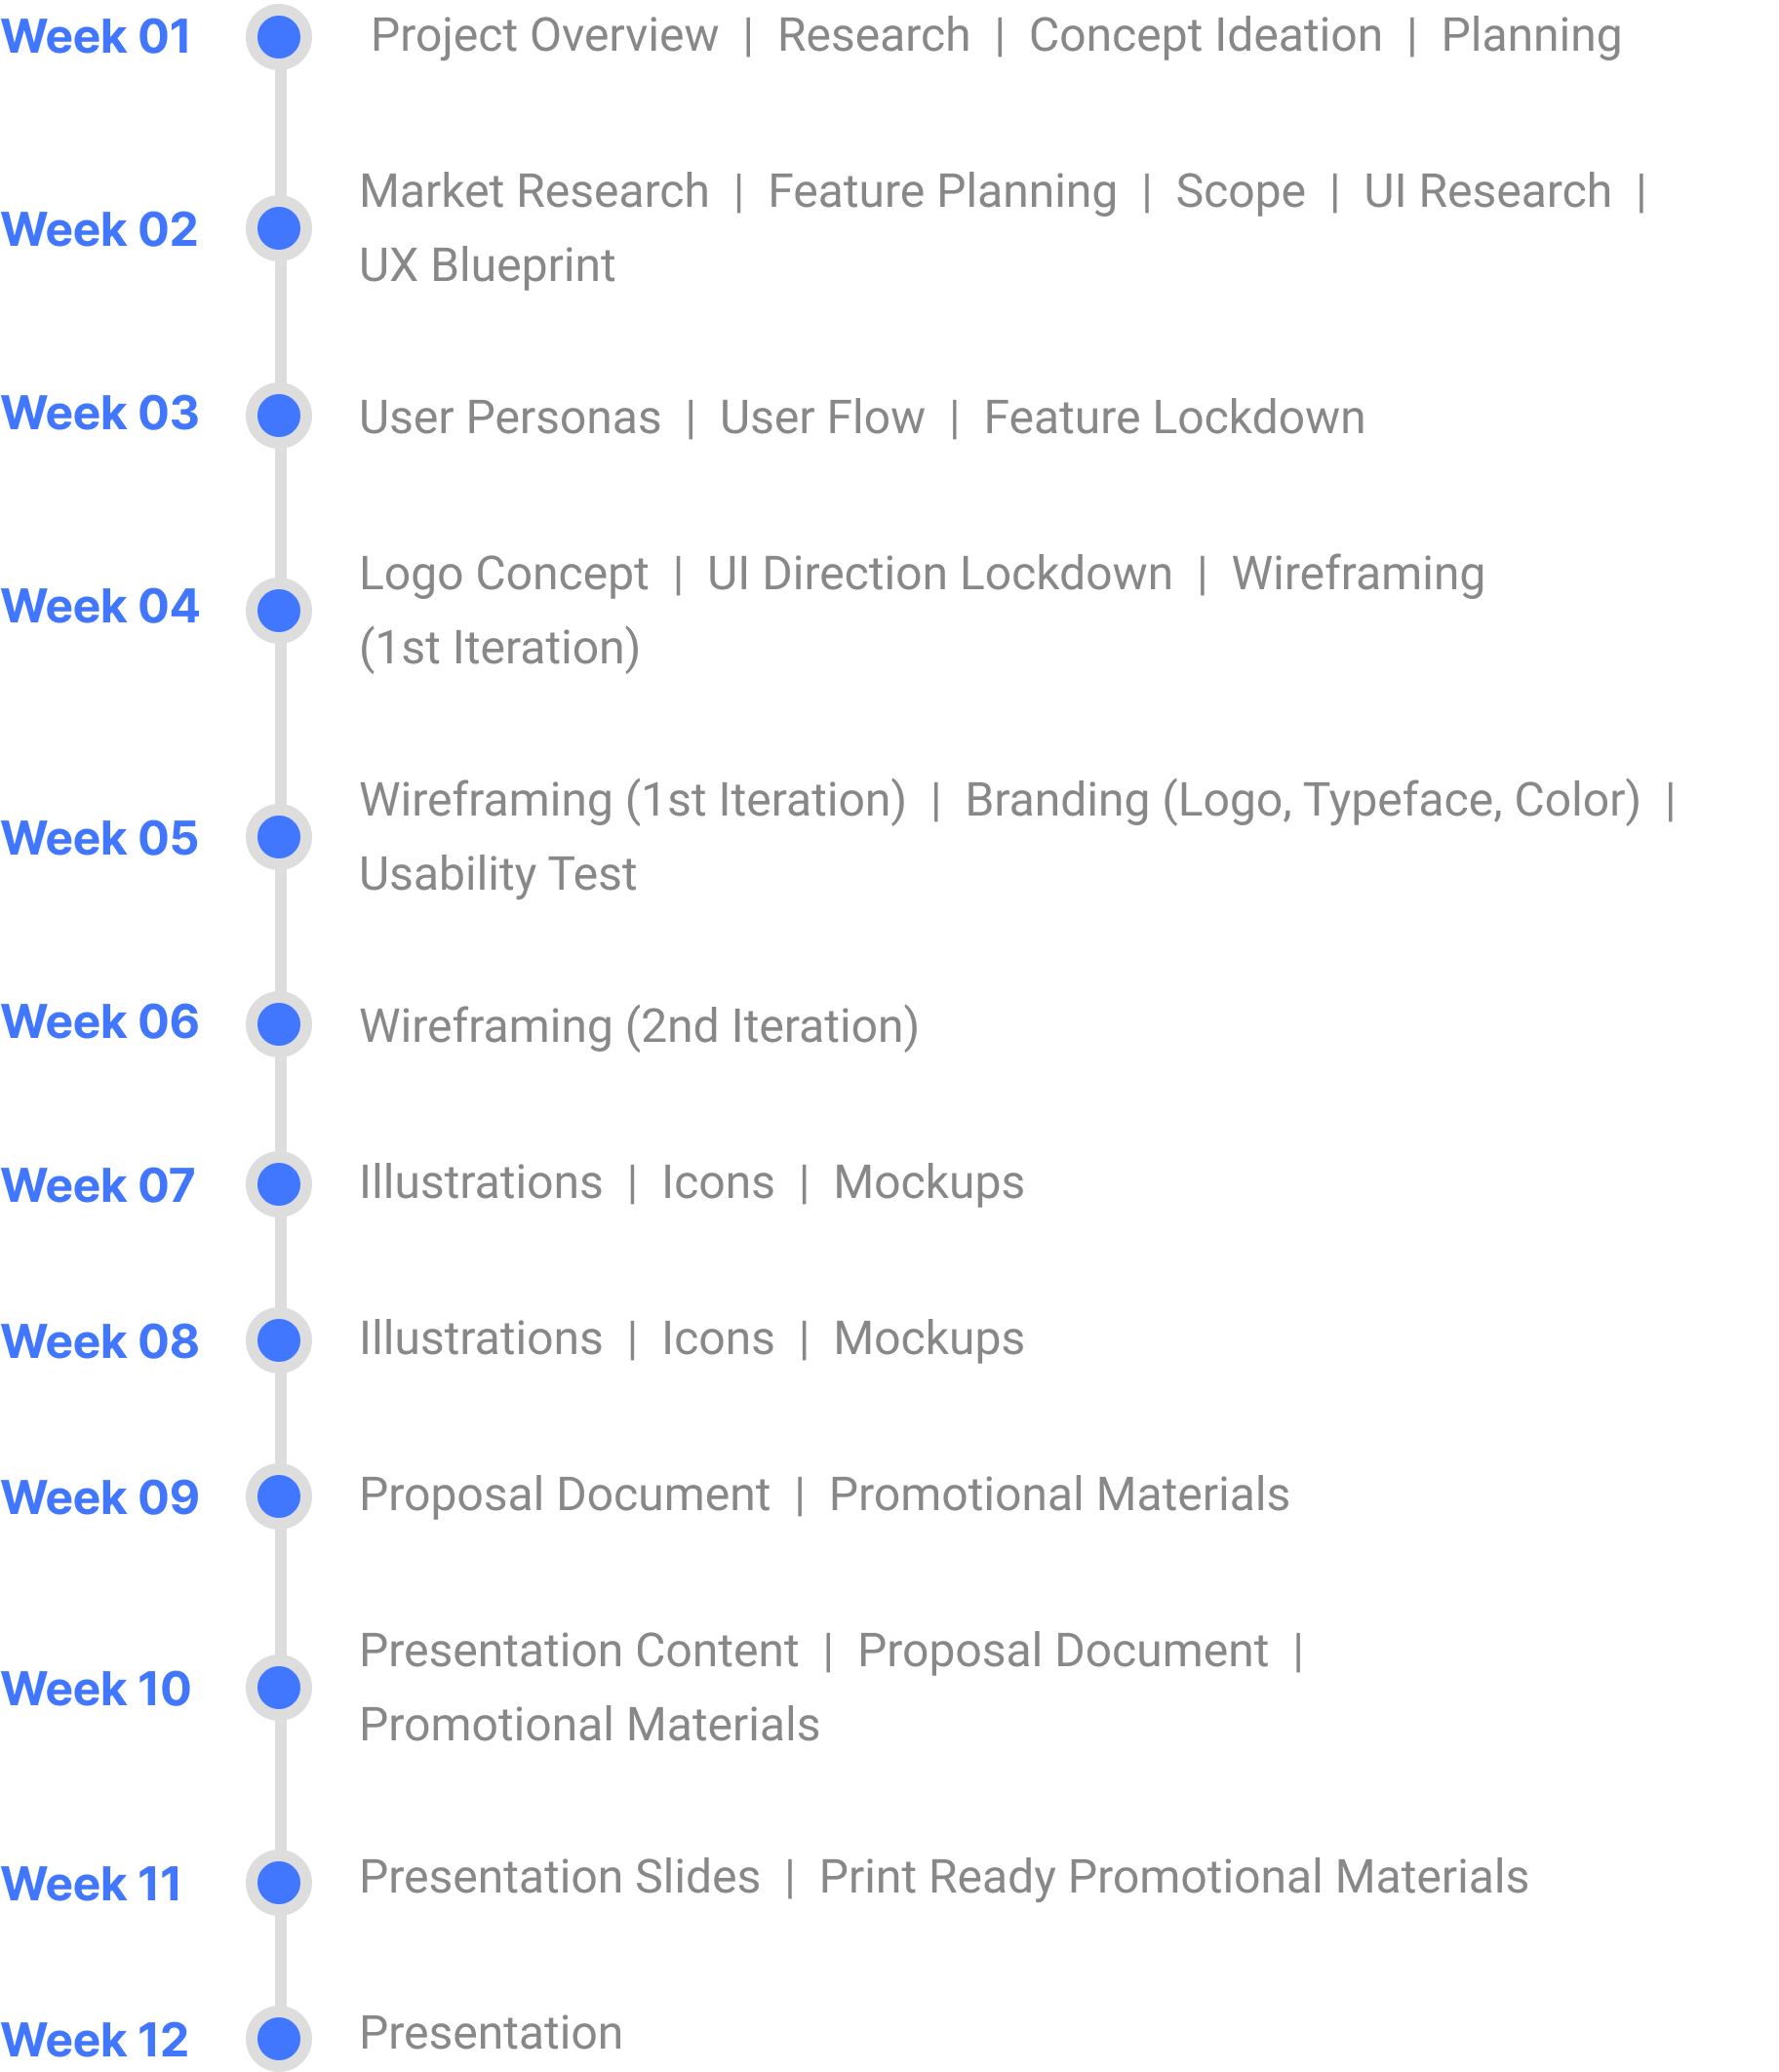 Week 01 Project Overview | Research | Concept Ideation | Planning
Week 02 Market Research | Feature Planning | Scope | UI Research |
UX Blueprint
Week 03 User Personas | User Flow | Feature Lockdown
Week 04 Logo Concept | UI Direction Lockdown | Wireframing
(1st Iteration)
Week 05 Wireframing (1st Iteration) | Branding (Logo, Typeface, Color) |
Usability Test
Week 06 Wireframing (2nd Iteration)
Week 07 Illustrations | Icons | Mockups
Week 08 Illustrations | Icons | Mockups
Week 09 Proposal Document | Promotional Materials
Week 10 Presentation Content | Proposal Document |
Promotional Materials
Week 11 Presentation Slides | Print Ready Promotional Materials
Week 12 Presentation